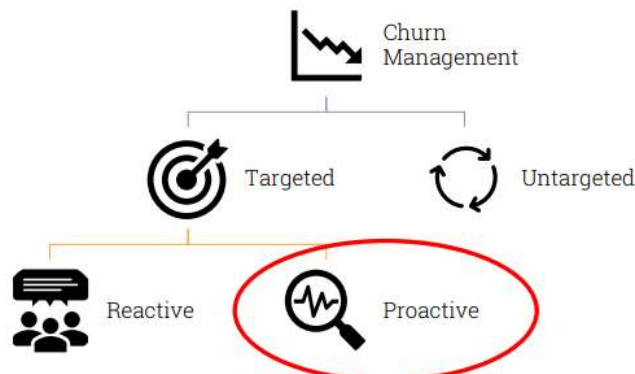 Churn
Management
Targeted
Untargeted
Reactive
Proactive